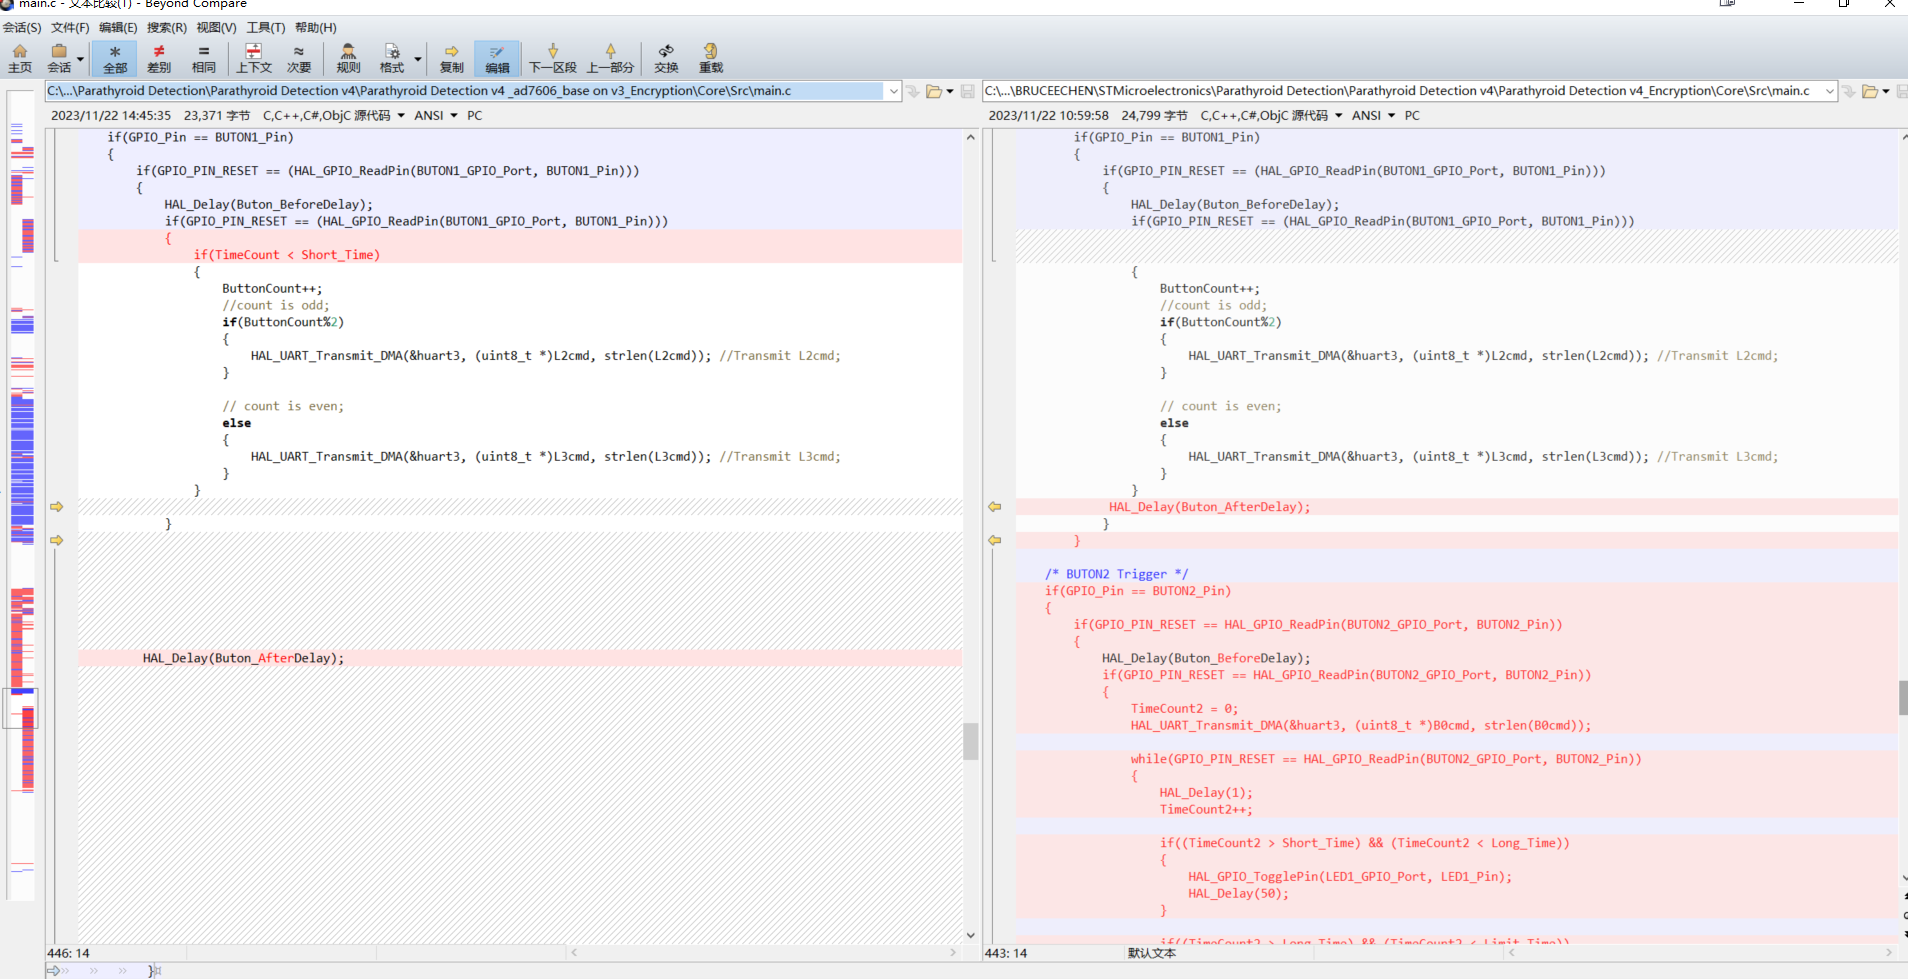 main.c - 文本比较(T) - Beyond Compare
会话(S) 文件(F) 编辑(E) 搜索(R) 视图(V) 工具(T) 帮助(H)
主页 会话 全部 差别 相同 上下文 次要 规则 格式 复制 编辑 下一区段 上一部分 交换 重载
C:\...\Parathyroid Detection\Parathyroid Detection v4\Parathyroid Detection v4 _ad7606_base on v3_Encryption\Core\Src\main.c
2023/11/22 14:45:35 23,371 字节 C,C++,C#,ObjC 源代码 ANSI PC
if(GPIO_Pin == BUTON1_Pin)
{
if(GPIO_PIN_RESET == (HAL_GPIO_ReadPin(BUTON1_GPIO_Port, BUTON1_Pin)))
{
HAL_Delay(Buton_BeforeDelay);
if(GPIO_PIN_RESET == (HAL_GPIO_ReadPin(BUTON1_GPIO_Port, BUTON1_Pin)))
{
if(TimeCount < Short_Time)
{
ButtonCount++;
//count is odd;
if(ButtonCount%2)
{
HAL_UART_Transmit_DMA(&huart3, (uint8_t *)L2cmd, strlen(L2cmd)); //Transmit L2cmd;
}
// count is even;
else
{
HAL_UART_Transmit_DMA(&huart3, (uint8_t *)L3cmd, strlen(L3cmd)); //Transmit L3cmd;
}
}
}
HAL_Delay(Buton_AfterDelay);
446: 14
C:\...\BRUCEECHEN\STMicroelectronics\Parathyroid Detection\Parathyroid Detection v4\Parathyroid Detection v4_Encryption\Core\Src\main.c
2023/11/22 10:59:58 24,799 字节 C,C++,C#,ObjC 源代码 ANSI PC
if(GPIO_Pin == BUTON1_Pin)
{
if(GPIO_PIN_RESET == (HAL_GPIO_ReadPin(BUTON1_GPIO_Port, BUTON1_Pin)))
{
HAL_Delay(Buton_BeforeDelay);
if(GPIO_PIN_RESET == (HAL_GPIO_ReadPin(BUTON1_GPIO_Port, BUTON1_Pin)))
{
ButtonCount++;
//count is odd;
if(ButtonCount%2)
{
HAL_UART_Transmit_DMA(&huart3, (uint8_t *)L2cmd, strlen(L2cmd)); //Transmit L2cmd;
}
// count is even;
else
{
HAL_UART_Transmit_DMA(&huart3, (uint8_t *)L3cmd, strlen(L3cmd)); //Transmit L3cmd;
}
}
HAL_Delay(Buton_AfterDelay);
}
}
/* BUTON2 Trigger */
if(GPIO_Pin == BUTON2_Pin)
{
if(GPIO_PIN_RESET == HAL_GPIO_ReadPin(BUTON2_GPIO_Port, BUTON2_Pin))
{
HAL_Delay(Buton_BeforeDelay);
if(GPIO_PIN_RESET == HAL_GPIO_ReadPin(BUTON2_GPIO_Port, BUTON2_Pin))
{
TimeCount2 = 0;
HAL_UART_Transmit_DMA(&huart3, (uint8_t *)B0cmd, strlen(B0cmd));
while(GPIO_PIN_RESET == HAL_GPIO_ReadPin(BUTON2_GPIO_Port, BUTON2_Pin))
{
HAL_Delay(1);
TimeCount2++;
if((TimeCount2 > Short_Time) && (TimeCount2 < Long_Time))
{
HAL_GPIO_TogglePin(LED1_GPIO_Port, LED1_Pin);
HAL_Delay(50);
}
if((TimeCount2 > Long_Time) && (TimeCount2 < Limit_Time))
443: 14 默认文本
}